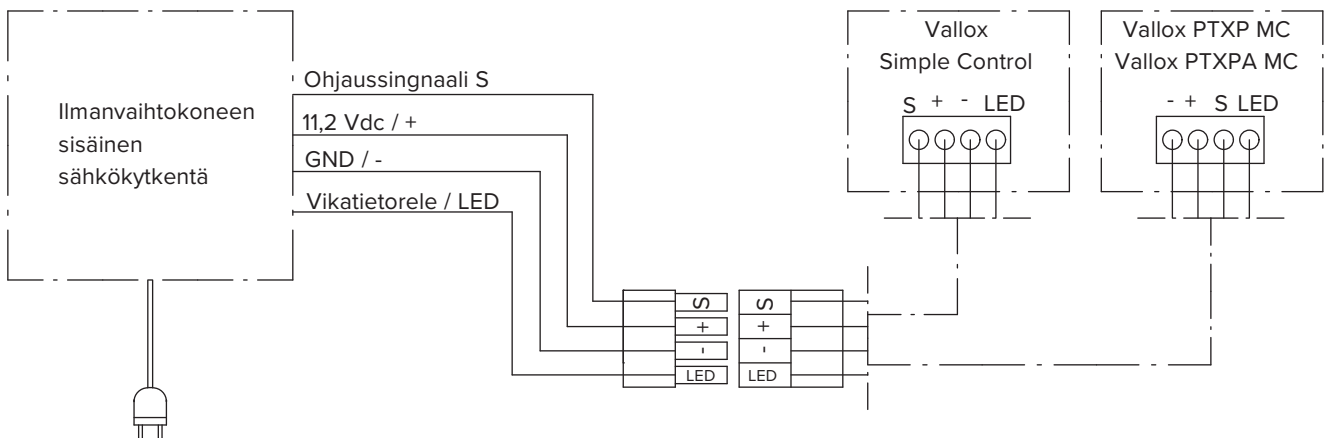 Ilmanvaihtokoneen
sisäinen
sähkökytkentä
Ohjaussingnaali S
11,2 Vdc / +
GND / -
Vikatietorele / LED
Vallox
Simple Control
S + - LED
Vallox PTXP MC
Vallox PTXPA MC
- + S LED
S
+
-
LED
S
+
-
LED